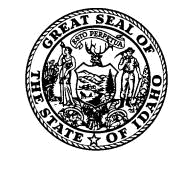 GREAT SEAL OF
THE STATE OF IDAHO
ESTO PERPETUA